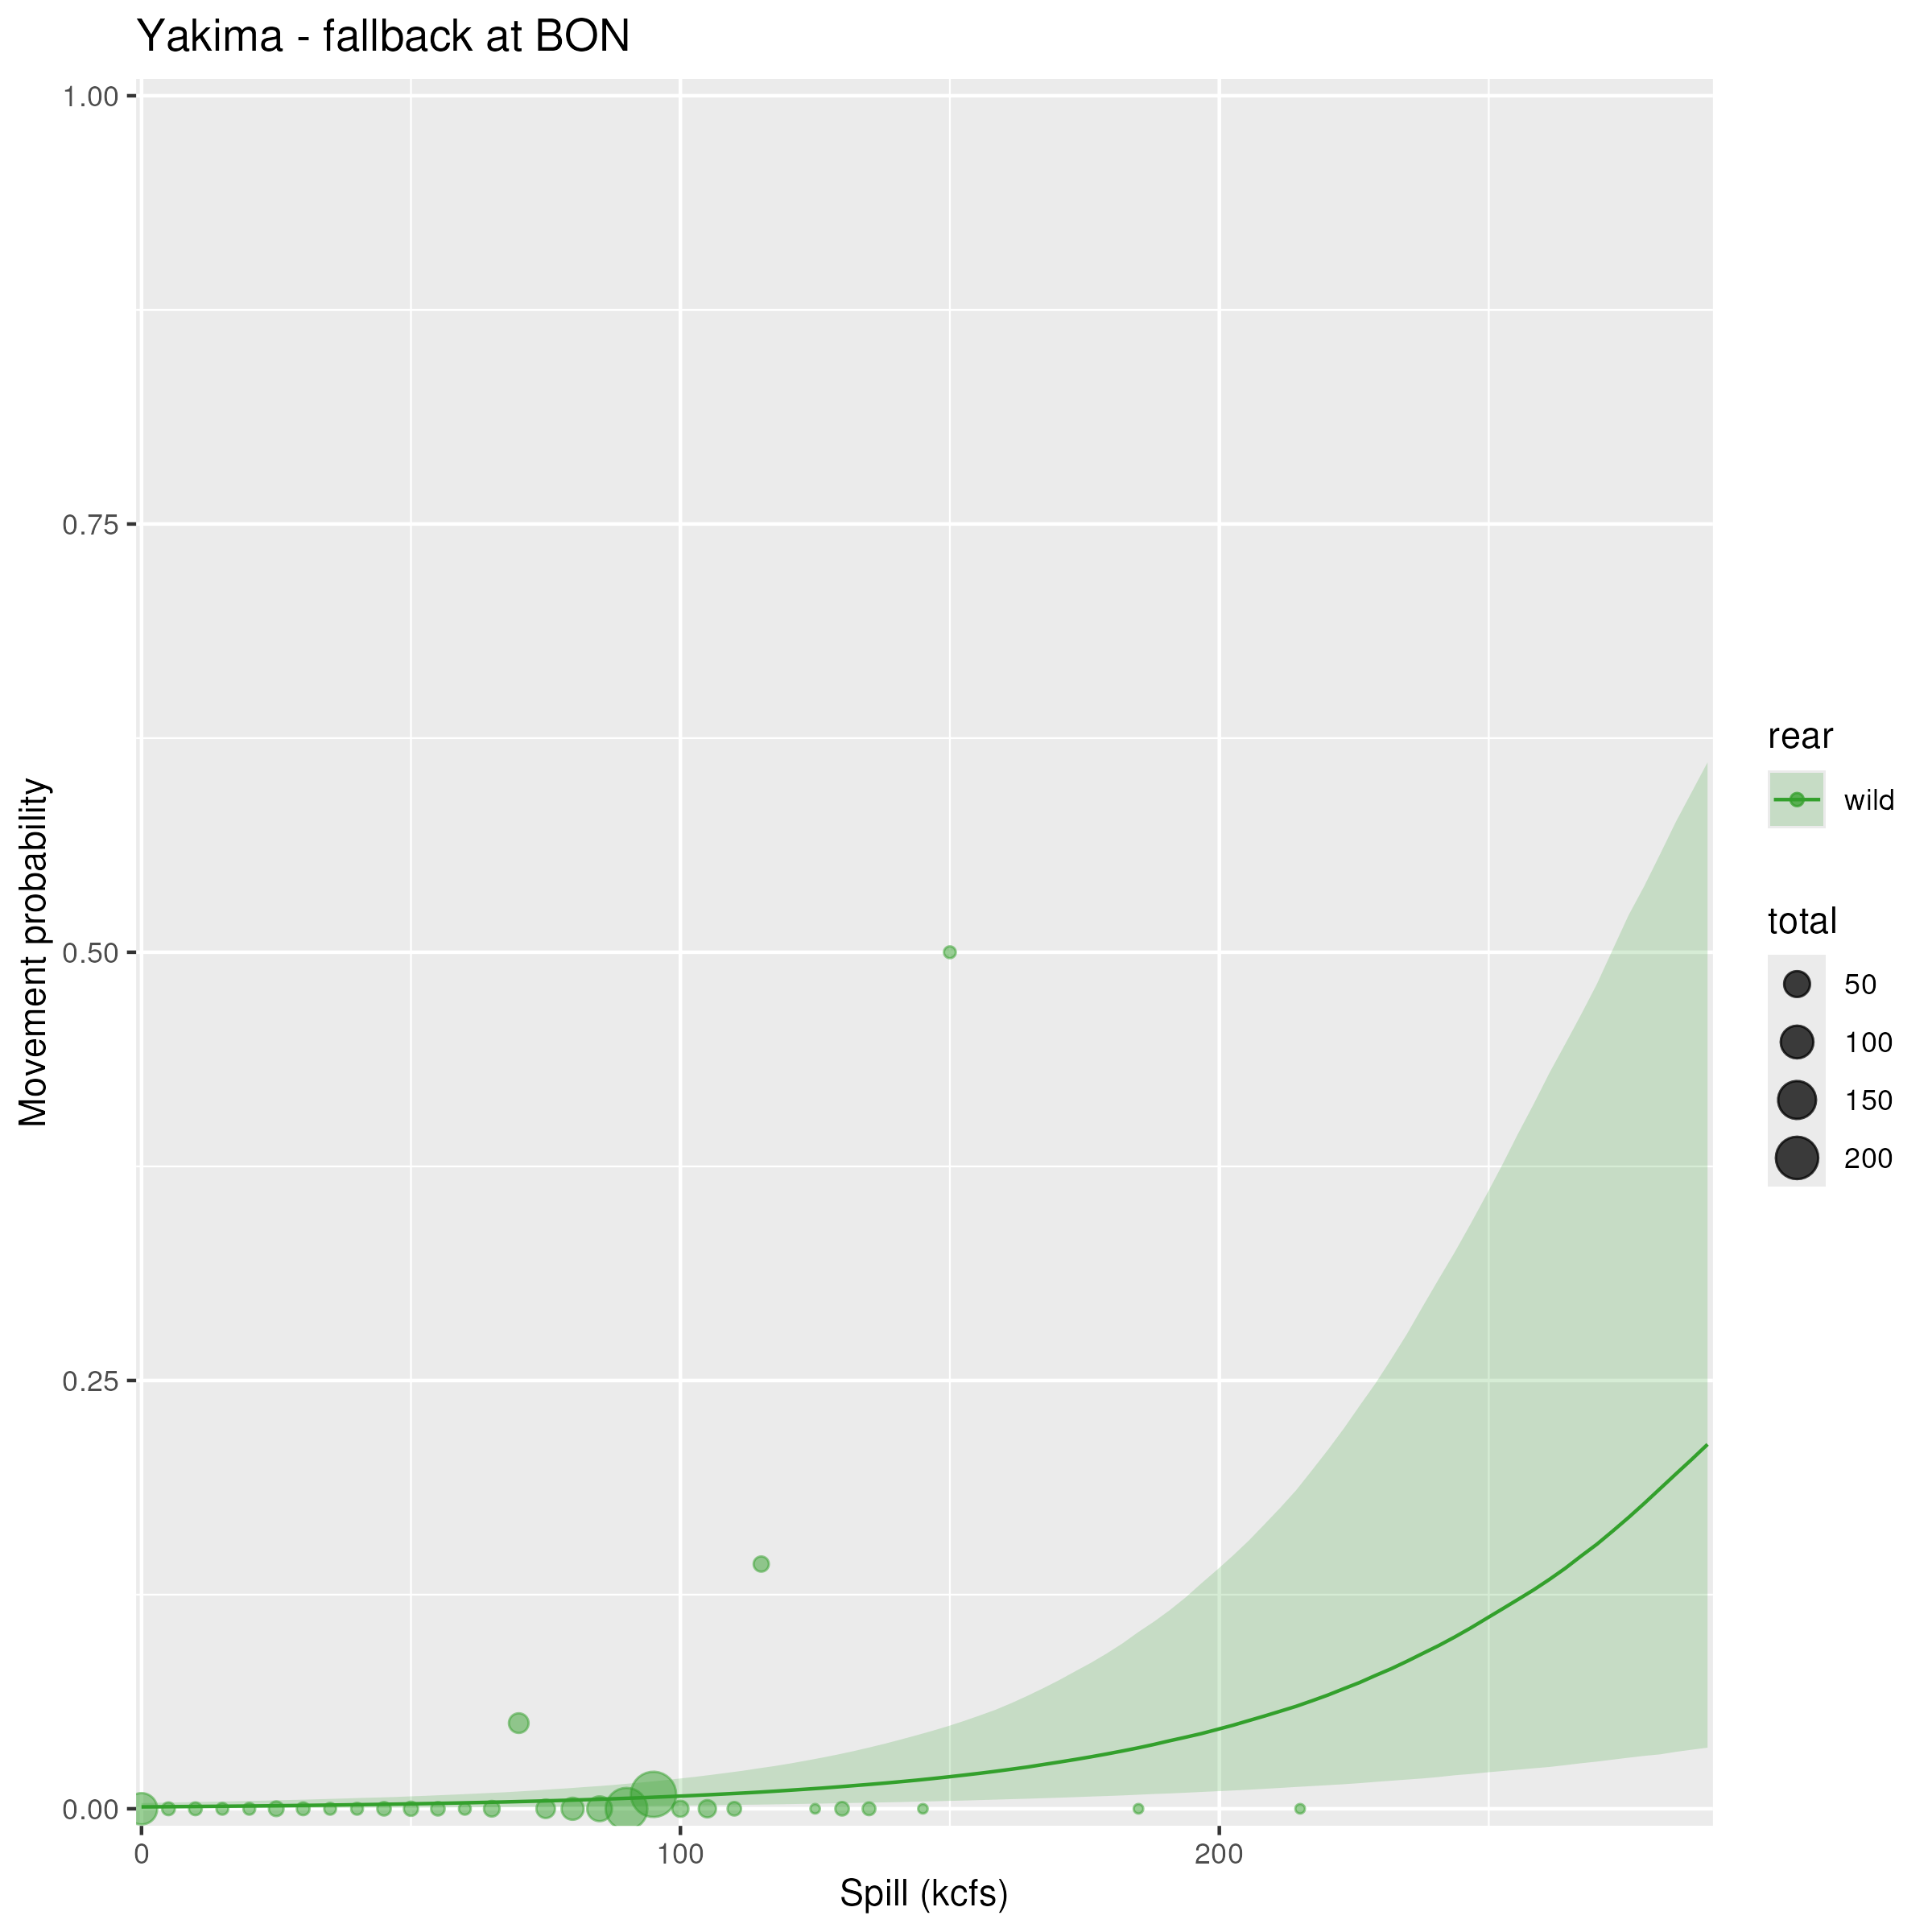 Yakima - fallback at BON
1.00
0.75
0.50
0.25
0.00
0
100
200
Spill (kcfs)
Movement probability
rear
wild
total
50
100
150
200